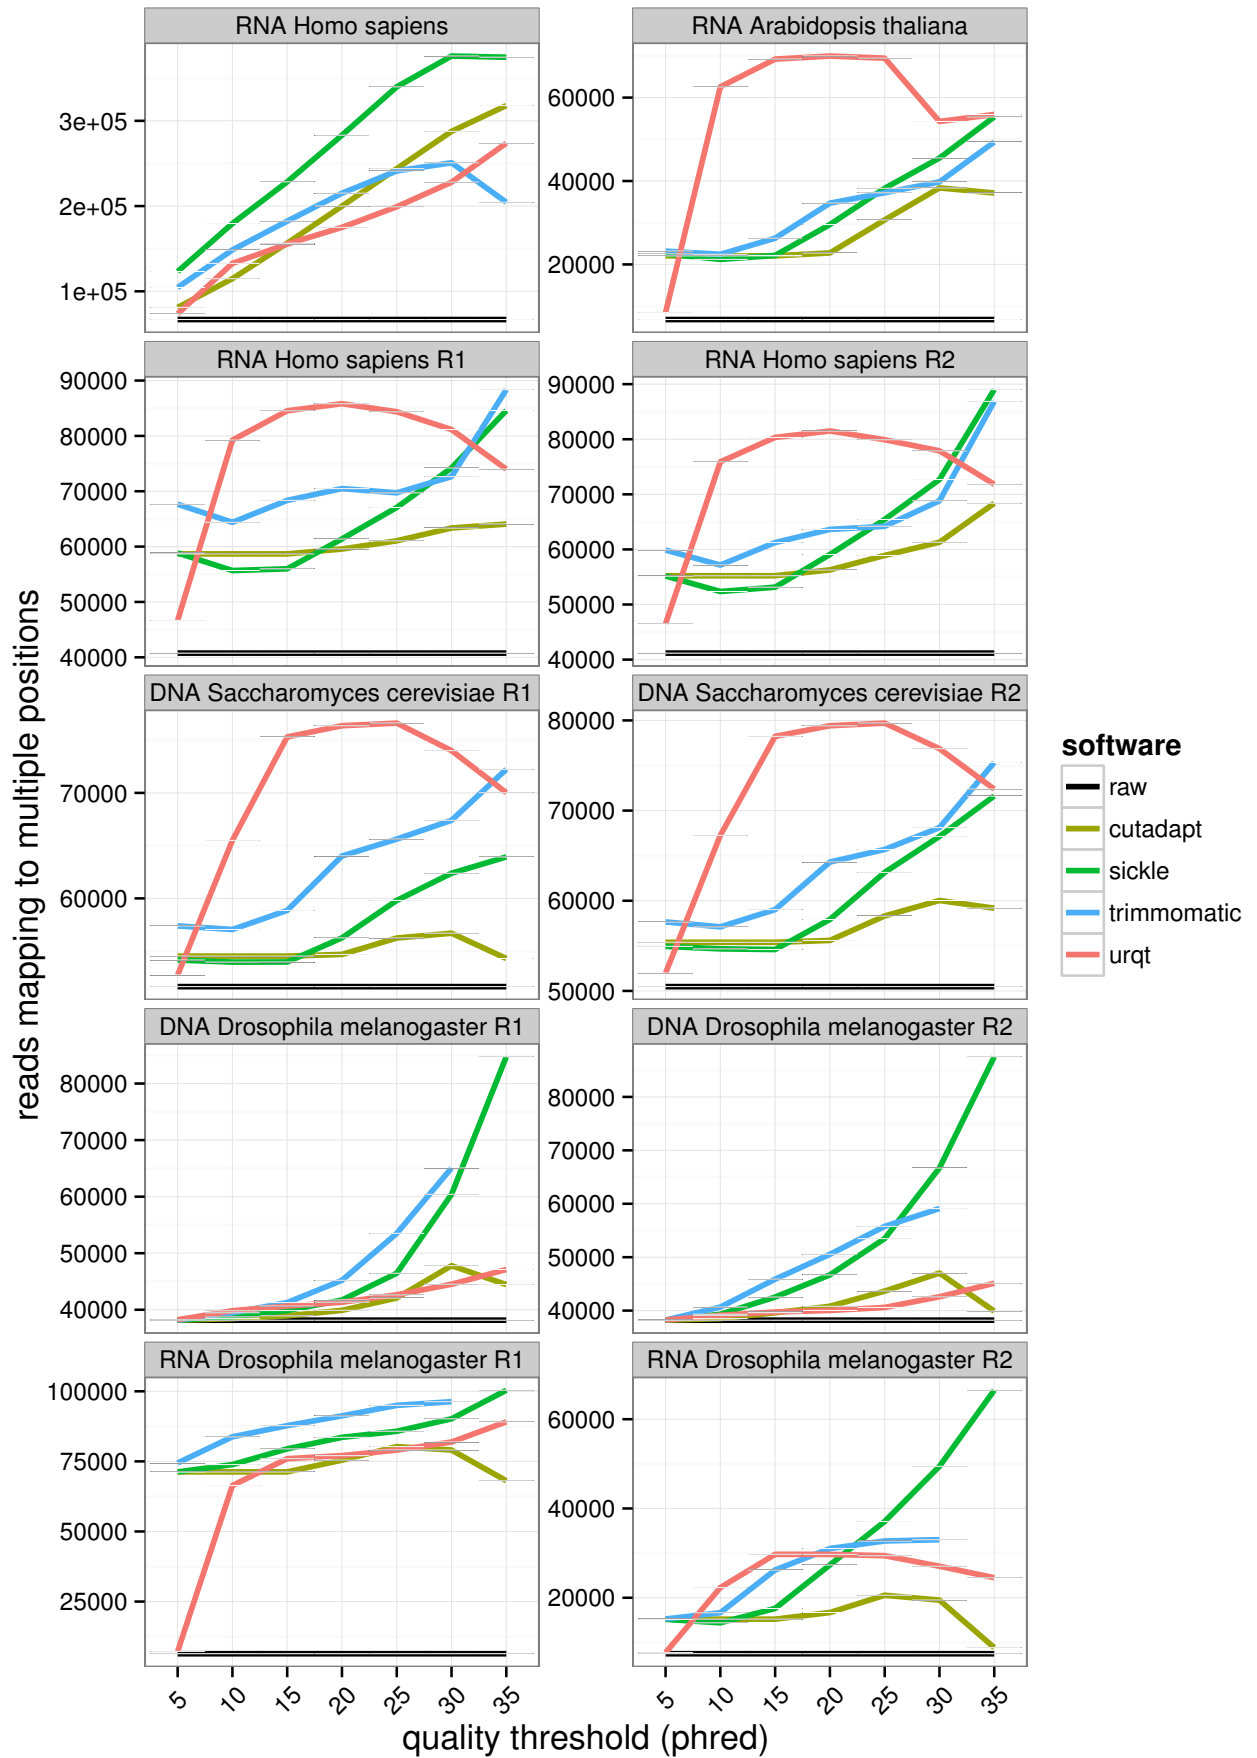 RNA Homo sapiens
RNA Arabidopsis thaliana
3e+05
2e+05
1e+05
60000
40000
20000
RNA Homo sapiens R1
RNA Homo sapiens R2
90000
80000
70000
60000
50000
40000
90000
80000
70000
60000
50000
40000
DNA Saccharomyces cerevisiae R1
DNA Saccharomyces cerevisiae R2
70000
60000
80000
70000
60000
50000
DNA Drosophila melanogaster R1
DNA Drosophila melanogaster R2
80000
70000
60000
50000
40000
80000
70000
60000
50000
40000
RNA Drosophila melanogaster R1
RNA Drosophila melanogaster R2
100000
75000
50000
25000
60000
40000
20000
5 10 15 20 25 30 35
5 10 15 20 25 30 35
quality threshold (phred)
reads mapping to multiple positions
software
raw
cutadapt
sickle
trimmomatic
urqt